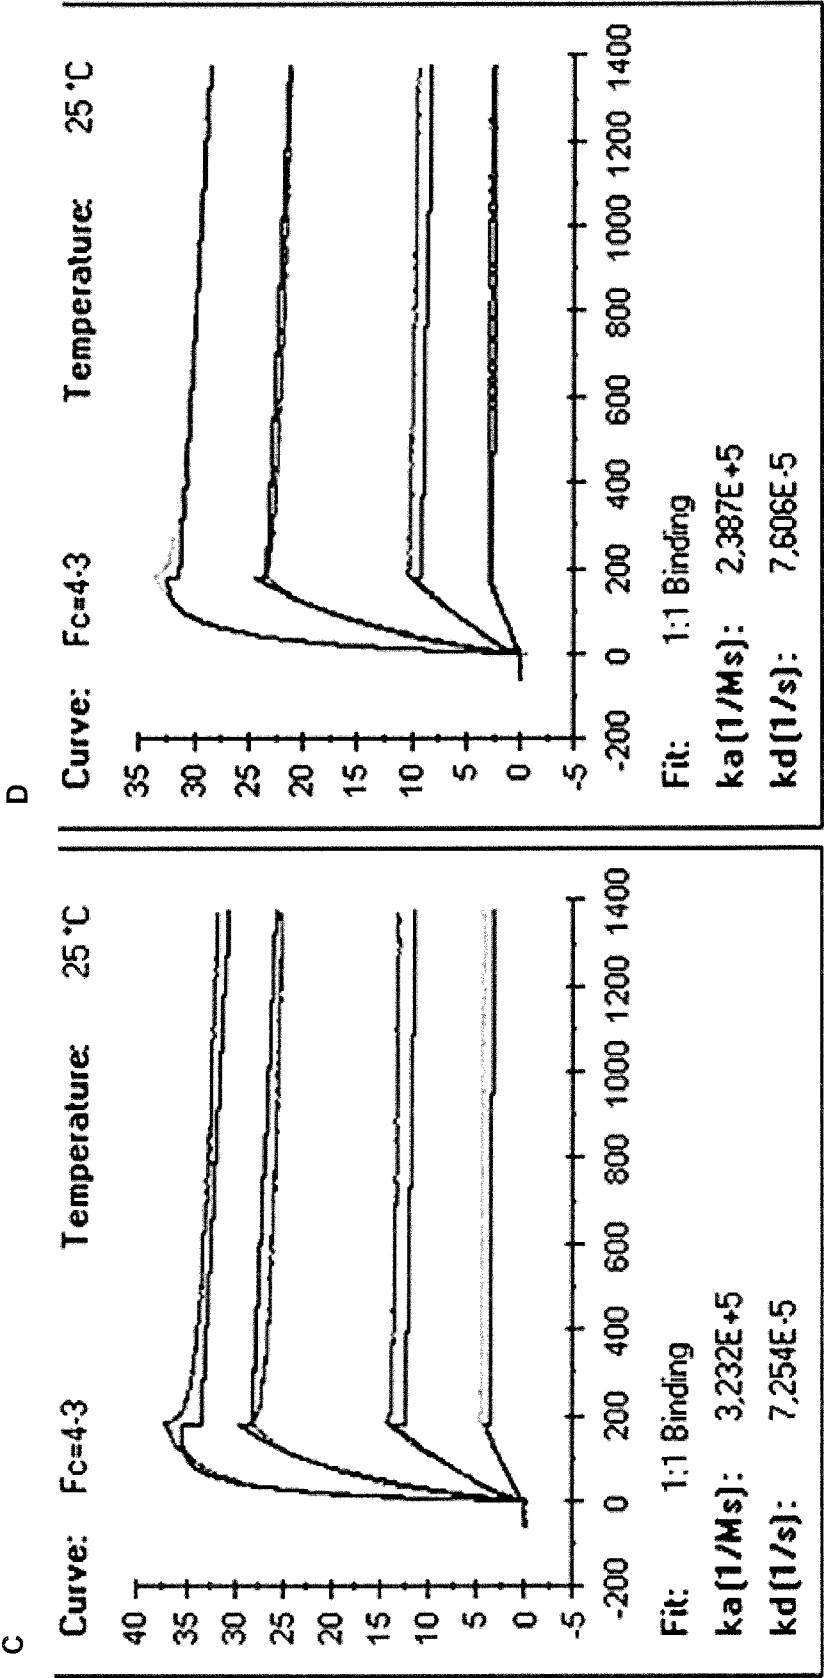 C
Curve: Fc=4-3 Temperature: 25 °C
40
35
30
25
20
15
10
5
0
-5
-200 0 200 400 600 800 1000 1200 1400
Fit: 1:1 Binding
ka (1/Ms): 3,232E+5
kd (1/s): 7,254E-5
D
Curve: Fc=4-3 Temperature: 25 °C
35
30
25
20
15
10
5
0
-5
-200 0 200 400 600 800 1000 1200 1400
Fit: 1:1 Binding
ka (1/Ms): 2,387E+5
kd (1/s): 7,606E-5